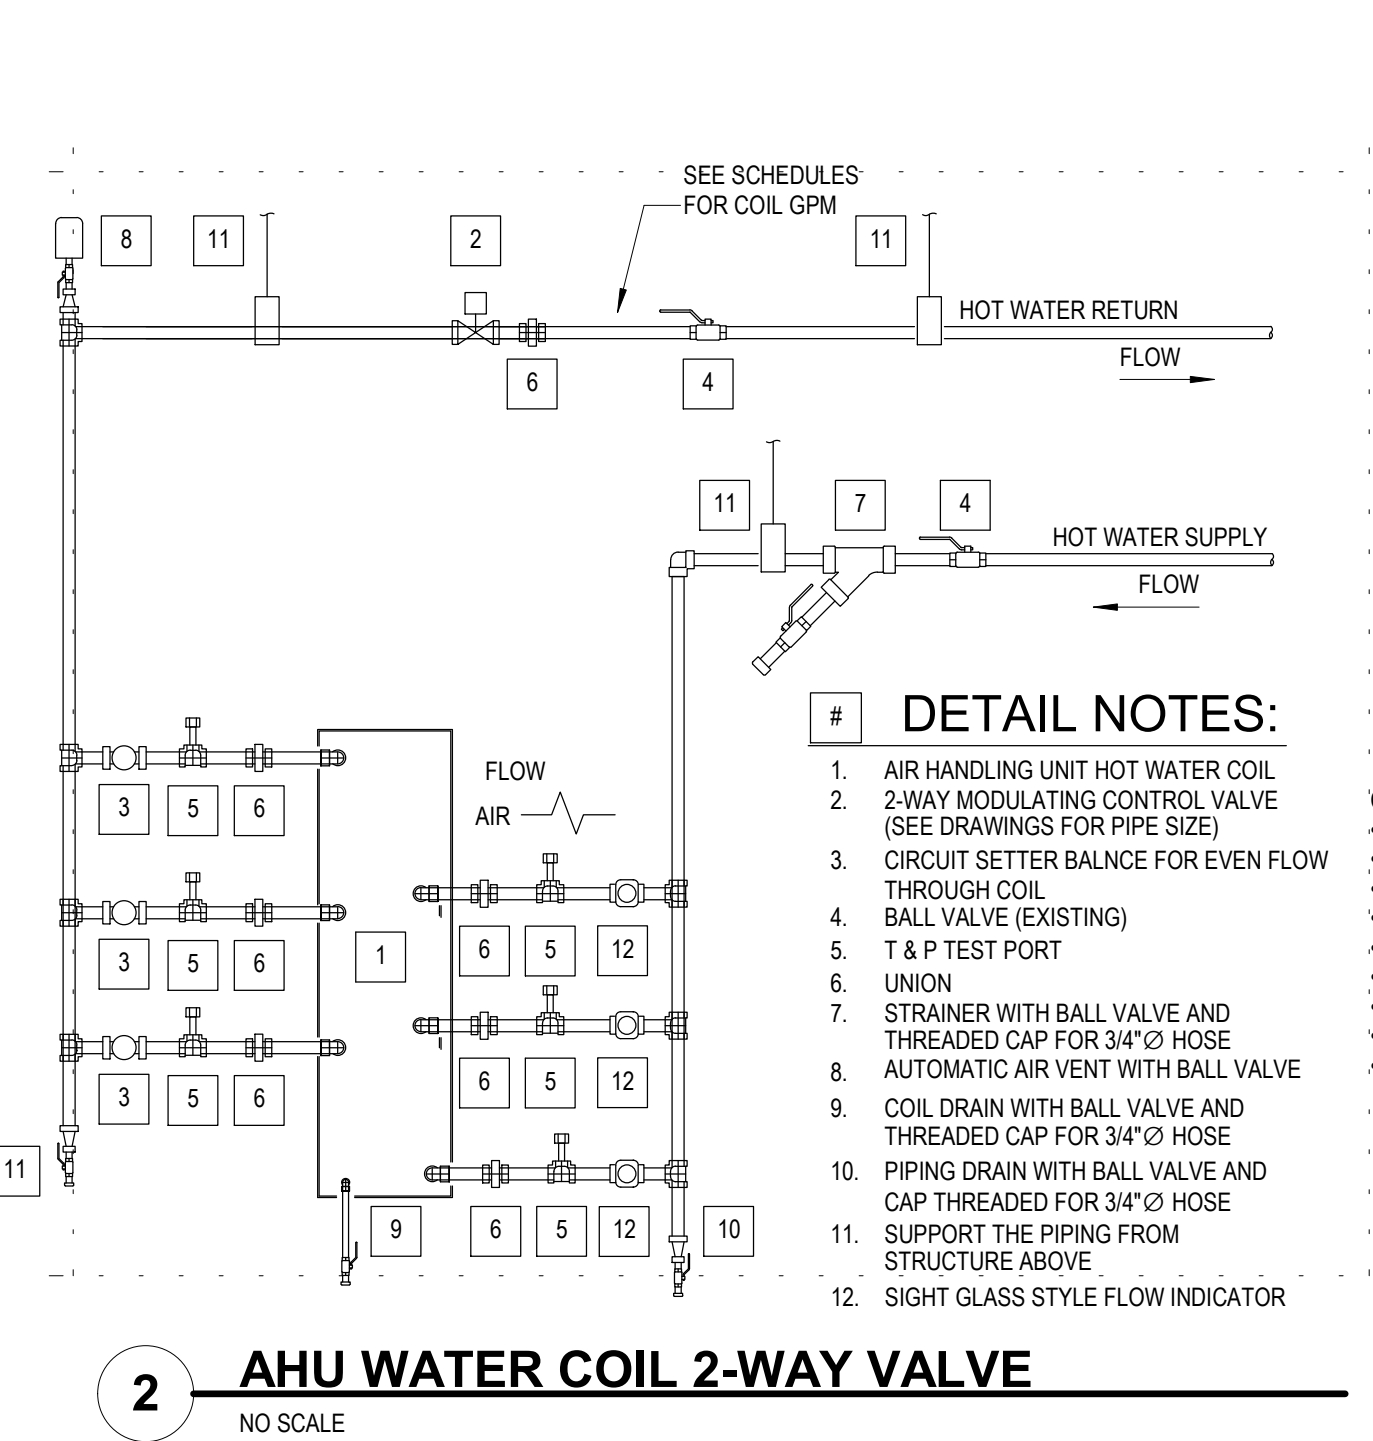 SEE SCHEDULES
FOR COIL GPM
8
11
2
11
HOT WATER RETURN
FLOW
6
4
11
7
4
HOT WATER SUPPLY
FLOW
FLOW
AIR
3
5
6
3
5
6
1
6
5
12
3
5
6
6
5
12
11
9
6
5
12
10
# DETAIL NOTES:
1. AIR HANDLING UNIT HOT WATER COIL
2. 2-WAY MODULATING CONTROL VALVE
(SEE DRAWINGS FOR PIPE SIZE)
3. CIRCUIT SETTER BALNCE FOR EVEN FLOW
THROUGH COIL
4. BALL VALVE (EXISTING)
5. T & P TEST PORT
6. UNION
7. STRAINER WITH BALL VALVE AND
THREADED CAP FOR 3/4"Ø HOSE
8. AUTOMATIC AIR VENT WITH BALL VALVE
9. COIL DRAIN WITH BALL VALVE AND
THREADED CAP FOR 3/4"Ø HOSE
10. PIPING DRAIN WITH BALL VALVE AND
CAP THREADED FOR 3/4"Ø HOSE
11. SUPPORT THE PIPING FROM
STRUCTURE ABOVE
12. SIGHT GLASS STYLE FLOW INDICATOR
2 AHU WATER COIL 2-WAY VALVE
NO SCALE